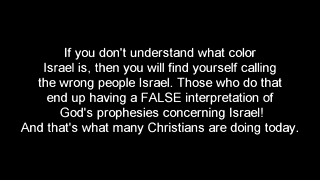 If you don't understand what color
Israel is, then you will find yourself calling
the wrong people Israel. Those who do that
end up having a FALSE interpretation of
God's prophesies concerning Israel!
And that's what many Christians are doing today.